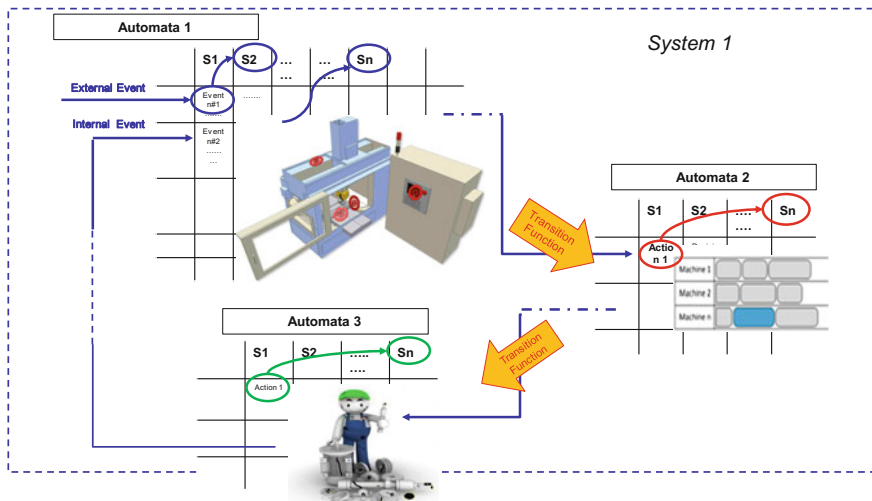 Automata 1
System 1
S1 S2 .... .... Sn
.... ....
External Event
Event
n#1
........
.......
Internal Event
Event
n#2
......
...
Transition
Function
Automata 2
S1 S2 .... Sn
....
Actio
n 1
Machine 1
Machine 2
Machine n
Automata 3
S1 S2 ..... Sn
....
Action 1
Transition
Function